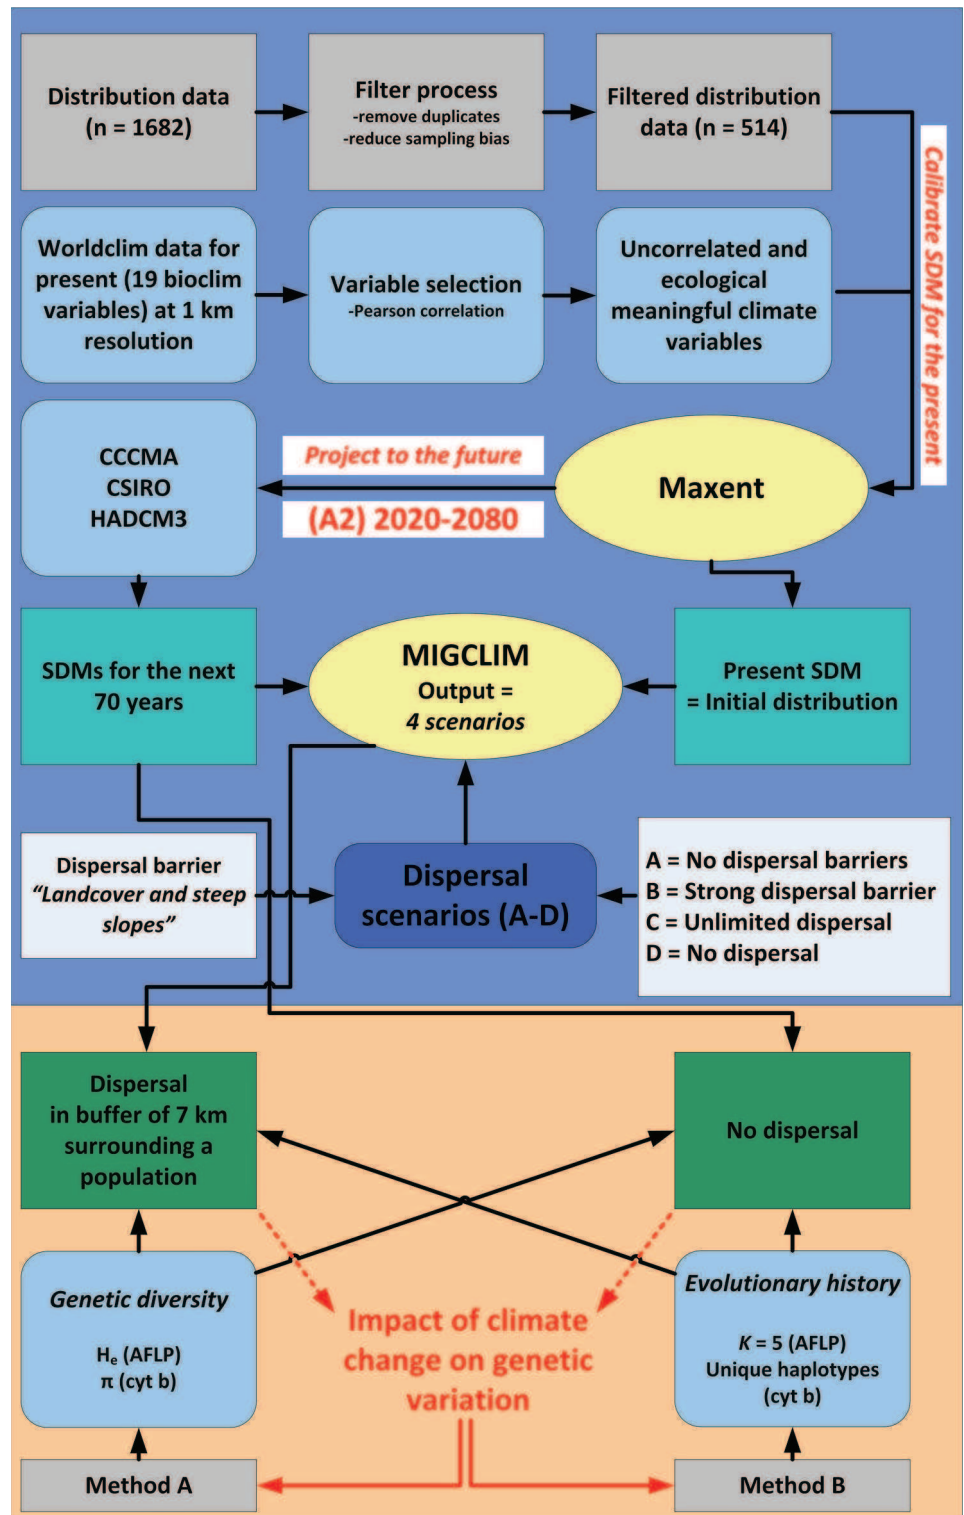 Distribution data
(n = 1682)
Filter process
-remove duplicates
-reduce sampling bias
Filtered distribution
data (n = 514)
Calibrate SDM for the present
Worldclim data for
present (19 bioclim
variables) at 1 km
resolution
Variable selection
-Pearson correlation
Uncorrelated and
ecological
meaningful climate
variables
CCCMA
CSIRO
HADCM3
Project to the future
(A2) 2020-2080
Maxent
SDMs for the next
70 years
MIGCLIM
Output =
4 scenarios
Present SDM
= Initial distribution
Dispersal barrier
“Landcover and steep
slopes”
Dispersal
scenarios (A-D)
A = No dispersal barriers
B = Strong dispersal barrier
C = Unlimited dispersal
D = No dispersal
Dispersal
in buffer of 7 km
surrounding a
population
No dispersal
Genetic diversity
He (AFLP)
π (cyt b)
Impact of climate
change on genetic
variation
Evolutionary history
K = 5 (AFLP)
Unique haplotypes
(cyt b)
Method A
Method B